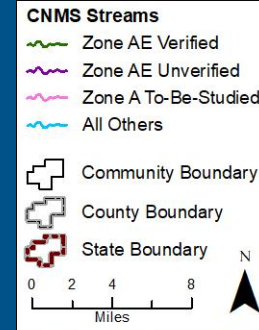 CNMS Streams
Zone AE Verified
Zone AE Unverified
Zone A To-Be-Studied
All Others
Community Boundary
County Boundary
State Boundary
N
0 2 4 8
Miles